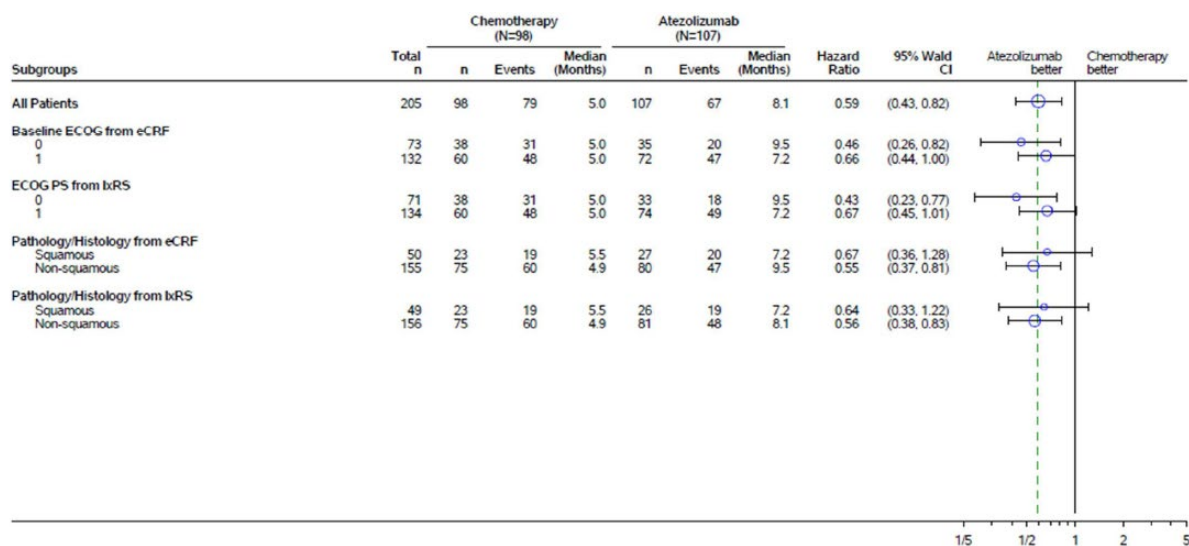 Chemotherapy Atezolizumab
(N=98) (N=107)
Total Median Median Hazard 95% Wald Atezolizumab Chemotherapy
Subgroups n n Events (Months) n Events (Months) Ratio CI better better
All Patients 205 98 79 5.0 107 67 8.1 0.59 (0.43, 0.82)
Baseline ECOG from eCRF
0 73 38 31 5.0 35 20 9.5 0.46 (0.26, 0.82)
1 132 60 48 5.0 72 47 7.2 0.66 (0.44, 1.00)
ECOG PS from IxRS
0 71 38 31 5.0 33 18 9.5 0.43 (0.23, 0.77)
1 134 60 48 5.0 74 49 7.2 0.67 (0.45, 1.01)
Pathology/Histology from eCRF
Squamous 50 23 19 5.5 27 20 7.2 0.67 (0.36, 1.28)
Non-squamous 155 75 60 4.9 80 47 9.5 0.55 (0.37, 0.81)
Pathology/Histology from IxRS
Squamous 49 23 19 5.5 26 19 7.2 0.64 (0.33, 1.22)
Non-squamous 156 75 60 4.9 81 48 8.1 0.56 (0.38, 0.83)
1/5 1/2 1 2 5